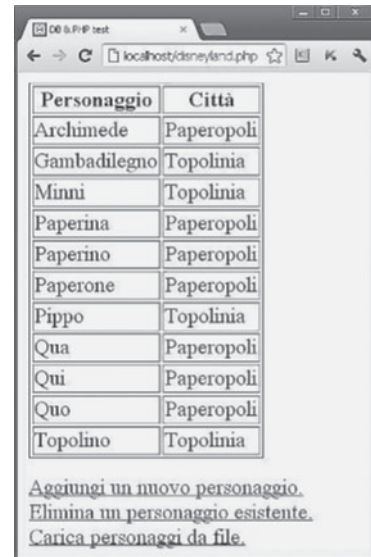 DB & PHP test
localhost/disneyland.php
Personaggio Città
Archimede Paperopoli
Gambadilegno Topolinia
Minni Topolinia
Paperina Paperopoli
Paperino Paperopoli
Paperone Paperopoli
Pippo Topolinia
Qua Paperopoli
Qui Paperopoli
Quo Paperopoli
Topolino Topolinia
Aggiungi un nuovo personaggio.
Elimina un personaggio esistente.
Carica personaggi da file.